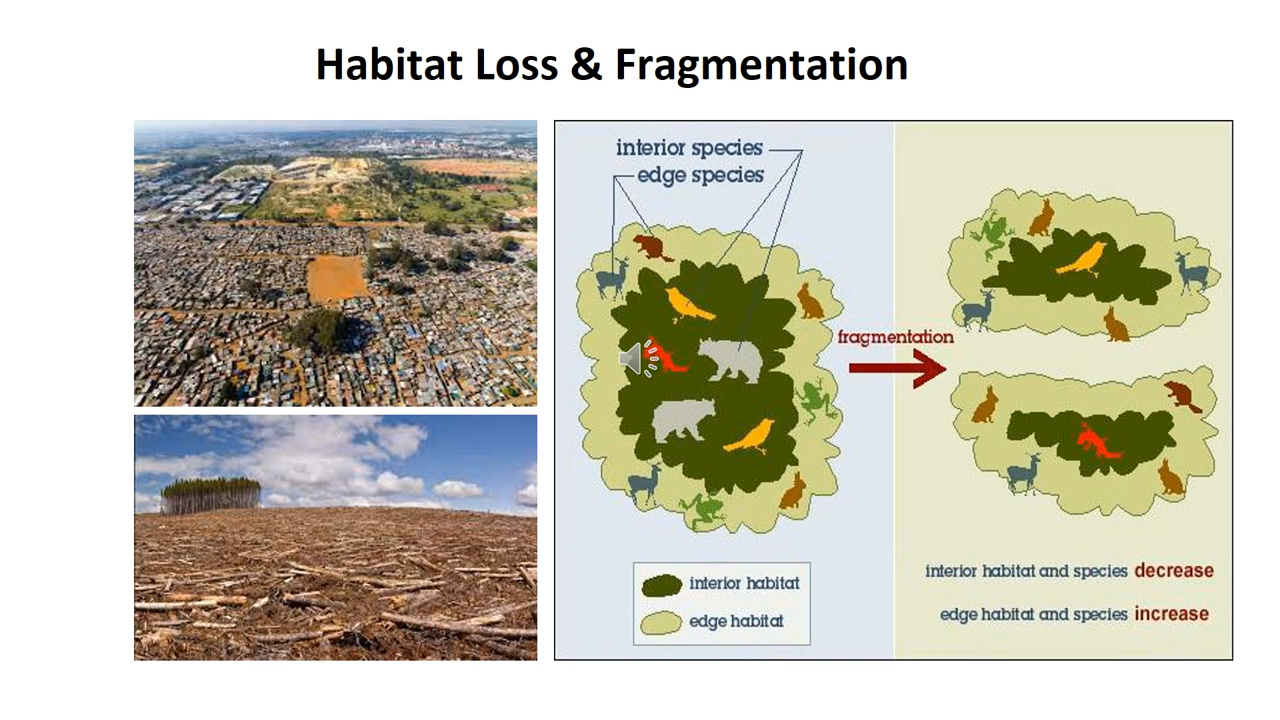 Habitat Loss & Fragmentation
interior species
edge species
fragmentation
interior habitat
edge habitat
interior habitat and species decrease
edge habitat and species increase